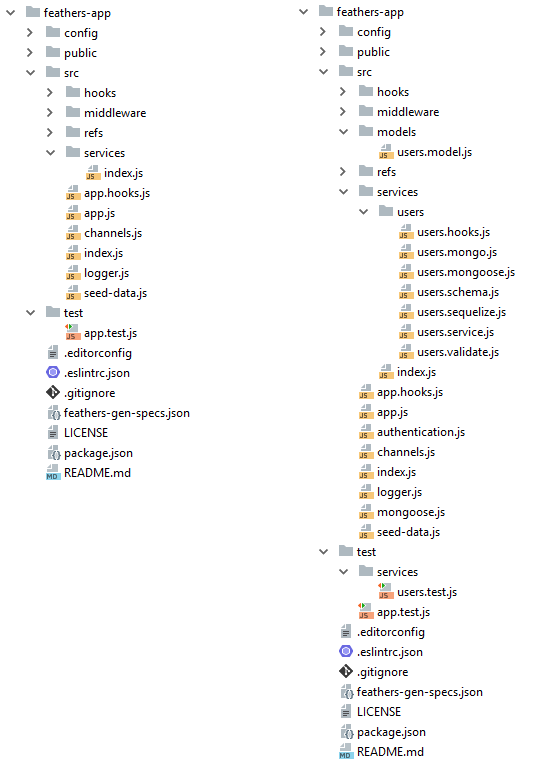 feathers-app
config
public
src
hooks
middleware
refs
services
index.js
app.hooks.js
app.js
channels.js
index.js
logger.js
seed-data.js
test
app.test.js
.editorconfig
.eslintrc.json
.gitignore
feathers-gen-specs.json
LICENSE
package.json
README.md
feathers-app
config
public
src
hooks
middleware
models
users.model.js
refs
services
users
users.hooks.js
users.mongo.js
users.mongoose.js
users.schema.js
users.sequelize.js
users.service.js
users.validate.js
index.js
app.hooks.js
app.js
authentication.js
channels.js
index.js
logger.js
mongoose.js
seed-data.js
test
services
users.test.js
app.test.js
.editorconfig
.eslintrc.json
.gitignore
feathers-gen-specs.json
LICENSE
package.json
README.md